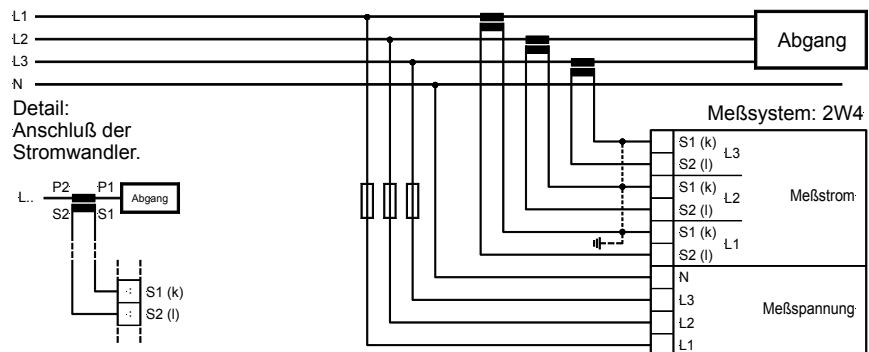 L1
L2
L3
N
Abgang
Detail:
Anschluß der
Stromwandler.
L..
P2
P1
S2
S1
Abgang
S1 (k)
S2 (l)
Meßsystem: 2W4
S1 (k)
S2 (l)
L3
S1 (k)
S2 (l)
L2
S1 (k)
S2 (l)
L1
Meßstrom
N
L3
L2
L1
Meßspannung